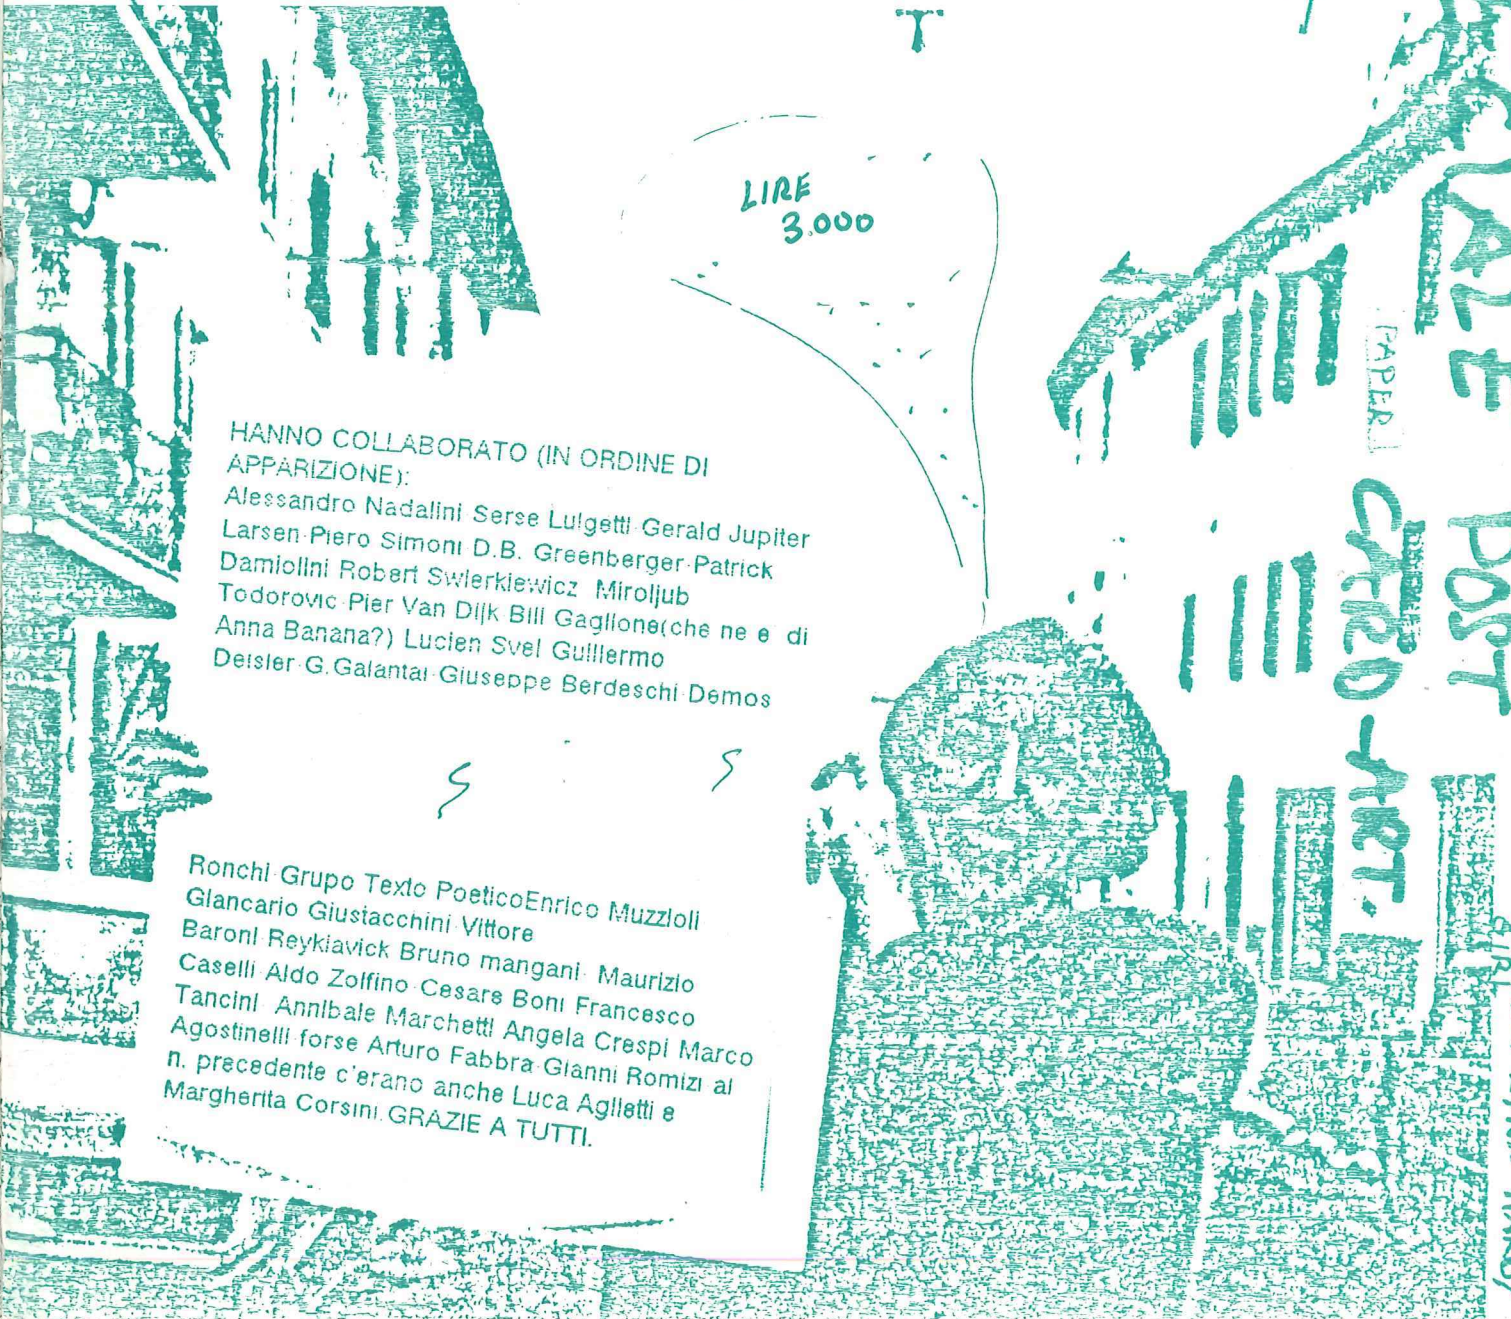 LIRE
3.000
HANNO COLLABORATO (IN ORDINE DI
APPARIZIONE):
Alessandro Nadalini Serse Luigetti Gerald Jupiter
Larsen Piero Simoni D.B. Greenberger Patrick
Damiolini Robert Swierkiewicz Miroljub
Todorovic Pier Van Dijk Bill Gaglione(che ne e di
Anna Banana?) Lucien Svel Guillermo
Deisler G.Galantai Giuseppe Berdeschi Demos
Ronchi Grupo Texto PoeticoEnrico Muzzioli
Giancarlo Giustacchini Vittore
Baroni Reykiavick Bruno mangani Maurizio
Caselli Aldo Zolfino Cesare Boni Francesco
Tancini Annibale Marchetti Angela Crespi Marco
Agostinelli forse Arturo Fabbra Gianni Romizi al
n. precedente c'erano anche Luca Aglietti e
Margherita Corsini. GRAZIE A TUTTI.
POST
PAPER
-ART.